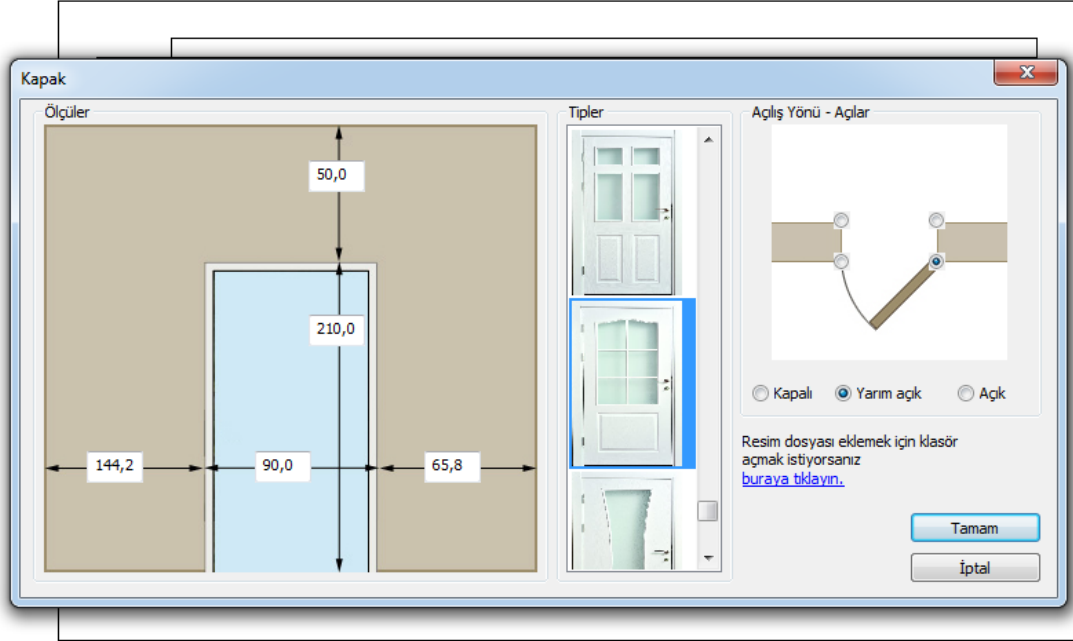 Kapak
Ölçüler
50,0
210,0
144,2
90,0
65,8
Tipler
Açılış Yönü - Açılar
Kapalı
Yarım açık
Açık
Resim dosyası eklemek için klasör
açmak istiyorsanız
buraya tıklayın.
Tamam
İptal